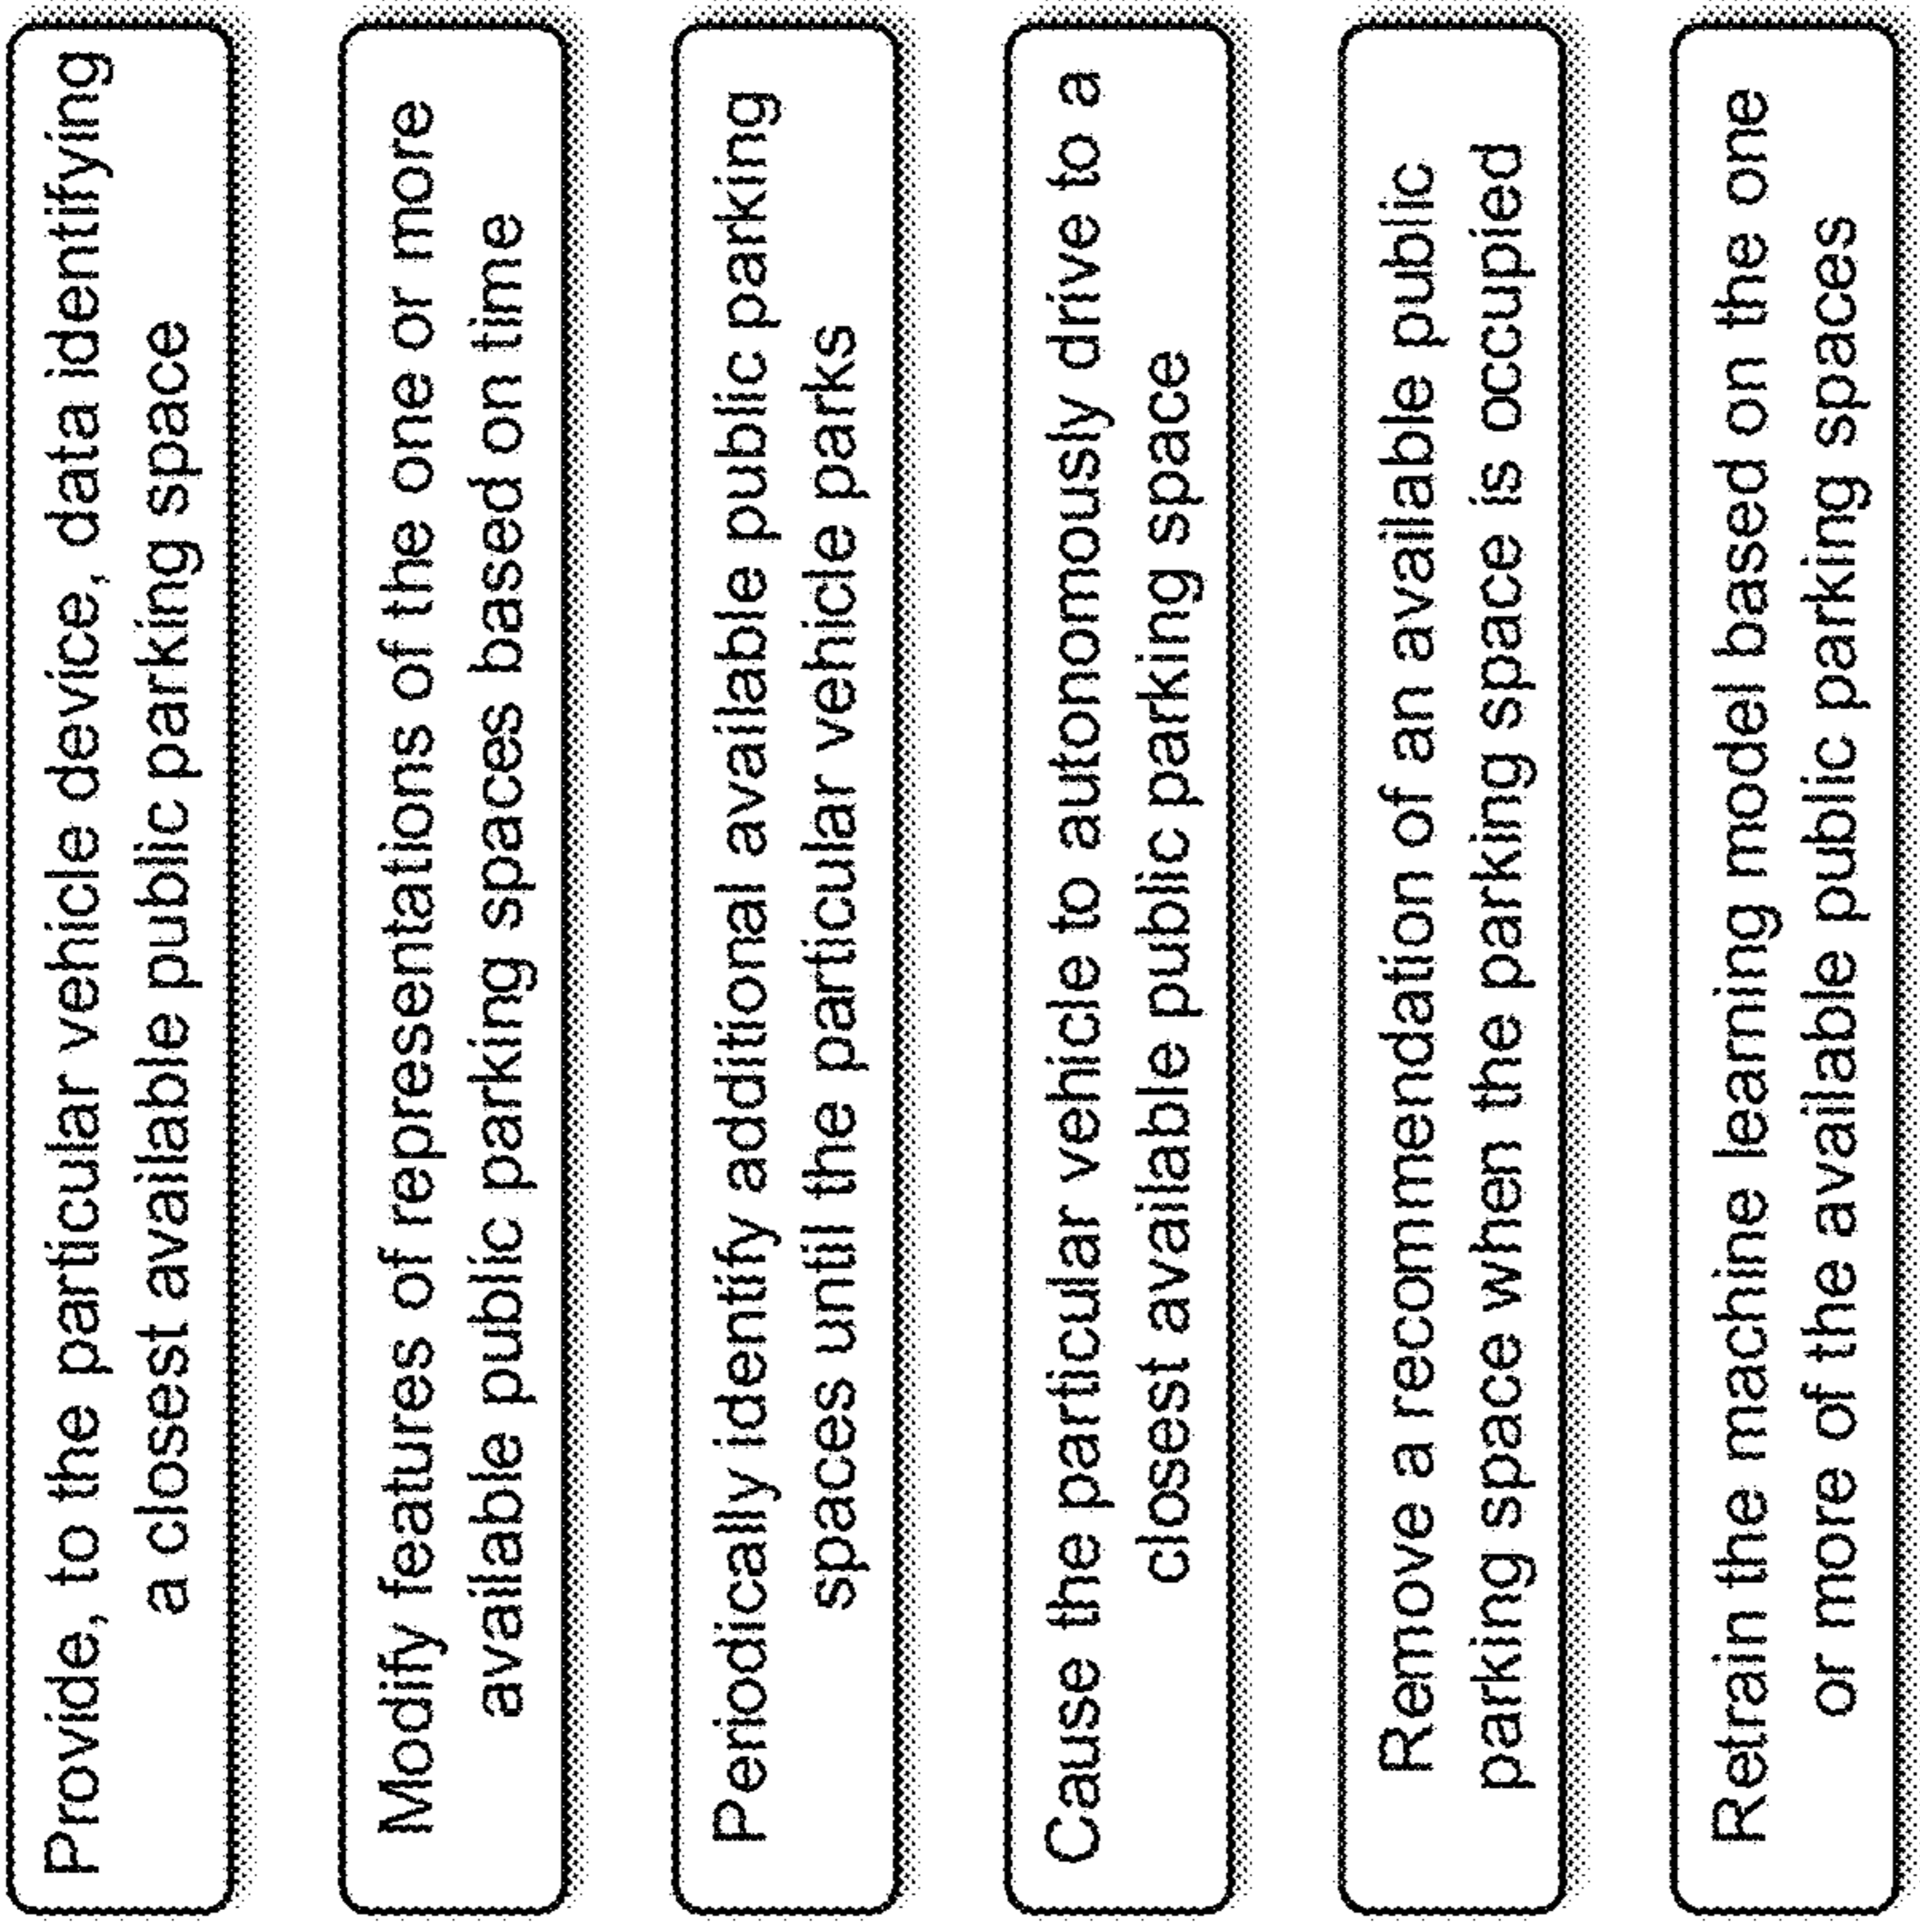 Provide, to the particular vehicle device, data identifying
a closest available public parking space
Modify features of representations of the one or more
available public parking spaces based on time
Periodically identify additional available public parking
spaces until the particular vehicle parks
Cause the particular vehicle to autonomously drive to a
closest available public parking space
Remove a recommendation of an available public
parking space when the parking space is occupied
Retrain the machine learning model based on the one
or more of the available public parking spaces